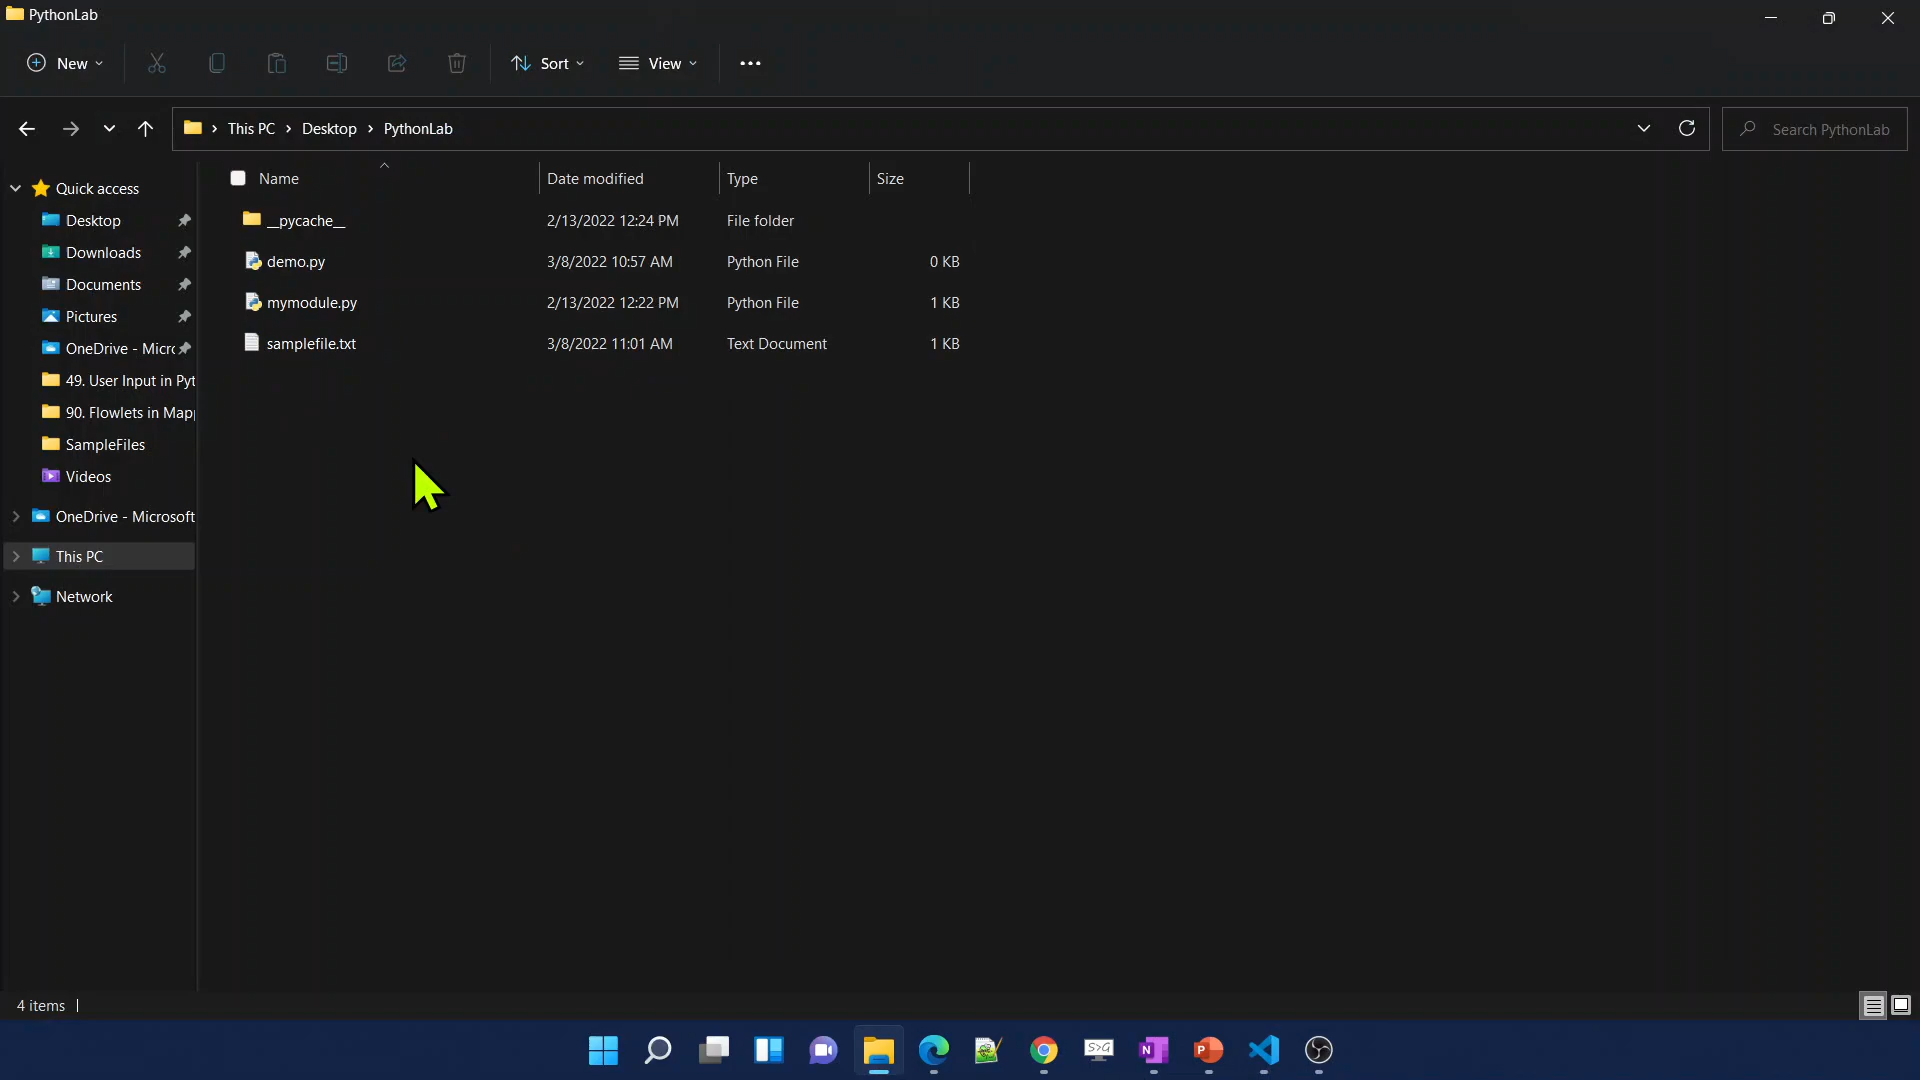 PythonLab
New
Sort
View
This PC
Desktop
PythonLab
Search PythonLab
Quick access
Desktop
Downloads
Documents
Pictures
OneDrive - Micr
49. User Input in Pyt
90. Flowlets in Map
SampleFiles
Videos
OneDrive - Microsoft
This PC
Network
Name Date modified Type Size
__pycache__ 2/13/2022 12:24 PM File folder
demo.py 3/8/2022 10:57 AM Python File 0 KB
mymodule.py 2/13/2022 12:22 PM Python File 1 KB
samplefile.txt 3/8/2022 11:01 AM Text Document 1 KB
4 items
S>G
N
P